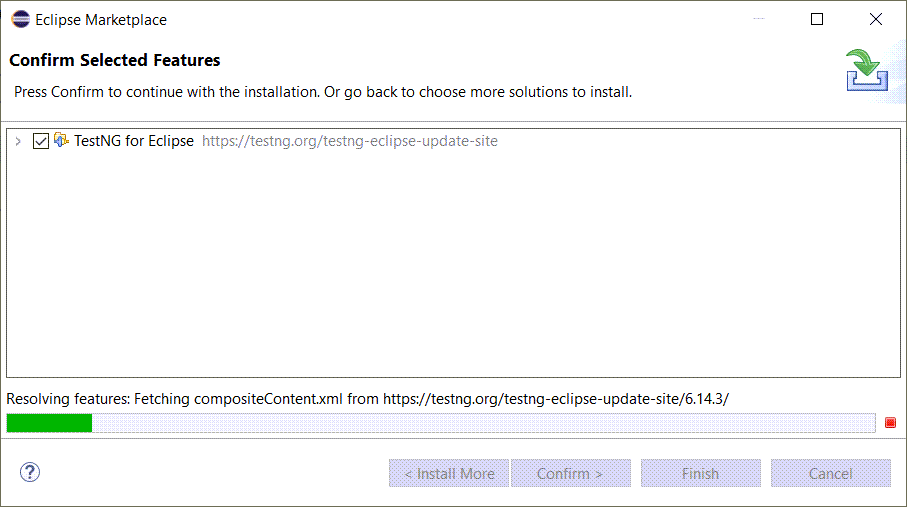 Eclipse Marketplace
Confirm Selected Features
Press Confirm to continue with the installation. Or go back to choose more solutions to install.
TestNG for Eclipse https://testng.org/testng-eclipse-update-site
Resolving features: Fetching compositeContent.xml from https://testng.org/testng-eclipse-update-site/6.14.3/
?
< Install More Confirm > Finish Cancel